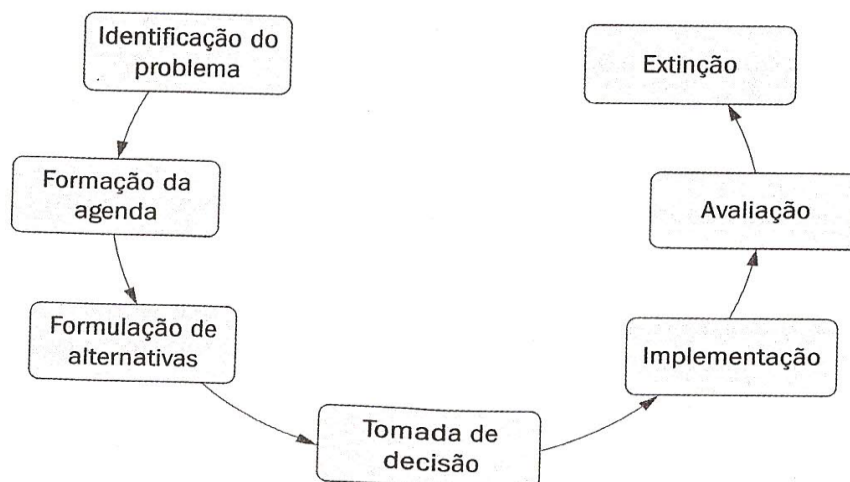 Identificação do
problema
Formação da
agenda
Formulação de
alternativas
Tomada de
decisão
Implementação
Avaliação
Extinção